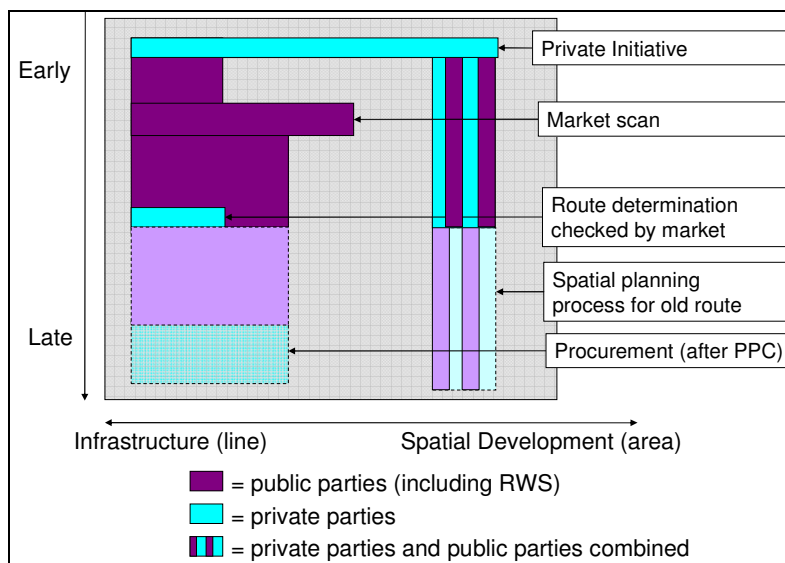 Early
Private Initiative
Market scan
Route determination
checked by market
Spatial planning
process for old route
Late
Procurement (after PPC)
Infrastructure (line)
Spatial Development (area)
= public parties (including RWS)
= private parties
= private parties and public parties combined